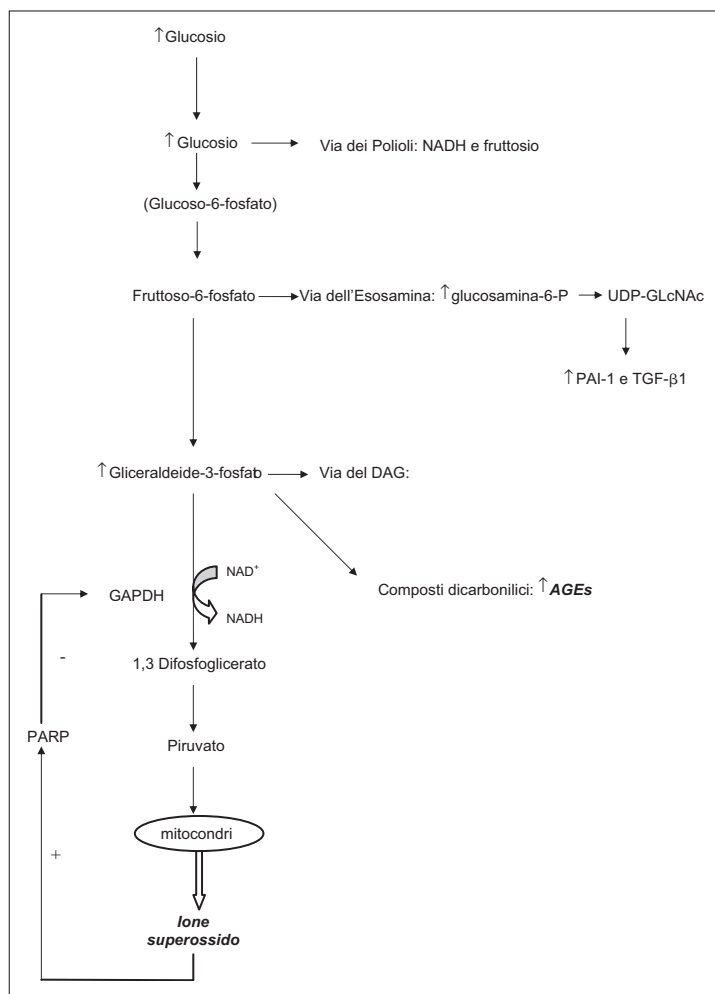 ↑Glucosio
↑Glucosio
Via dei Polioli: NADH e fruttosio
(Glucoso-6-fosfato)
Fruttoso-6-fosfato
Via dell'Esosamina: ↑glucosamina-6-P
UDP-GLcNAc
↑PAI-1 e TGF-β1
↑Gliceraldeide-3-fosfato
Via del DAG:
Composti dicarbonilici: ↑AGEs
GAPDH
NAD+
NADH
-
1,3 Difosfoglicerato
PARP
Piruvato
mitocondri
+
Ione
superossido